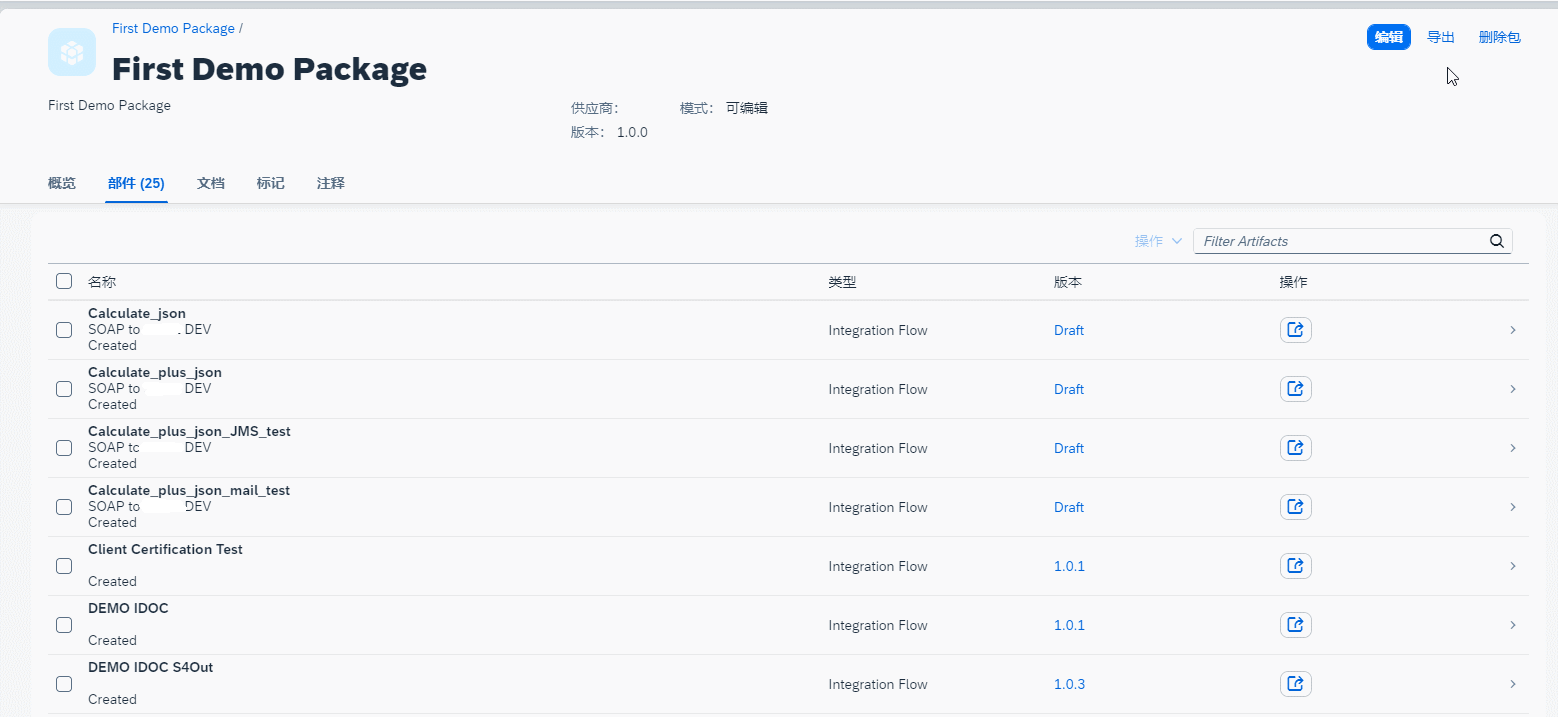 First Demo Package /
First Demo Package
编辑 导出 删除包
First Demo Package
供应商： 模式： 可编辑
版本： 1.0.0
概览 部件 (25) 文档 标记 注释
操作 Filter Artifacts
名称 类型 版本 操作
Calculate_json
SOAP to . DEV
Created
Integration Flow Draft
Calculate_plus_json
SOAP to DEV
Created
Integration Flow Draft
Calculate_plus_json_JMS_test
SOAP to DEV
Created
Integration Flow Draft
Calculate_plus_json_mail_test
SOAP to DEV
Created
Integration Flow Draft
Client Certification Test
Created
Integration Flow 1.0.1
DEMO IDOC
Created
Integration Flow 1.0.1
DEMO IDOC S4Out
Created
Integration Flow 1.0.3